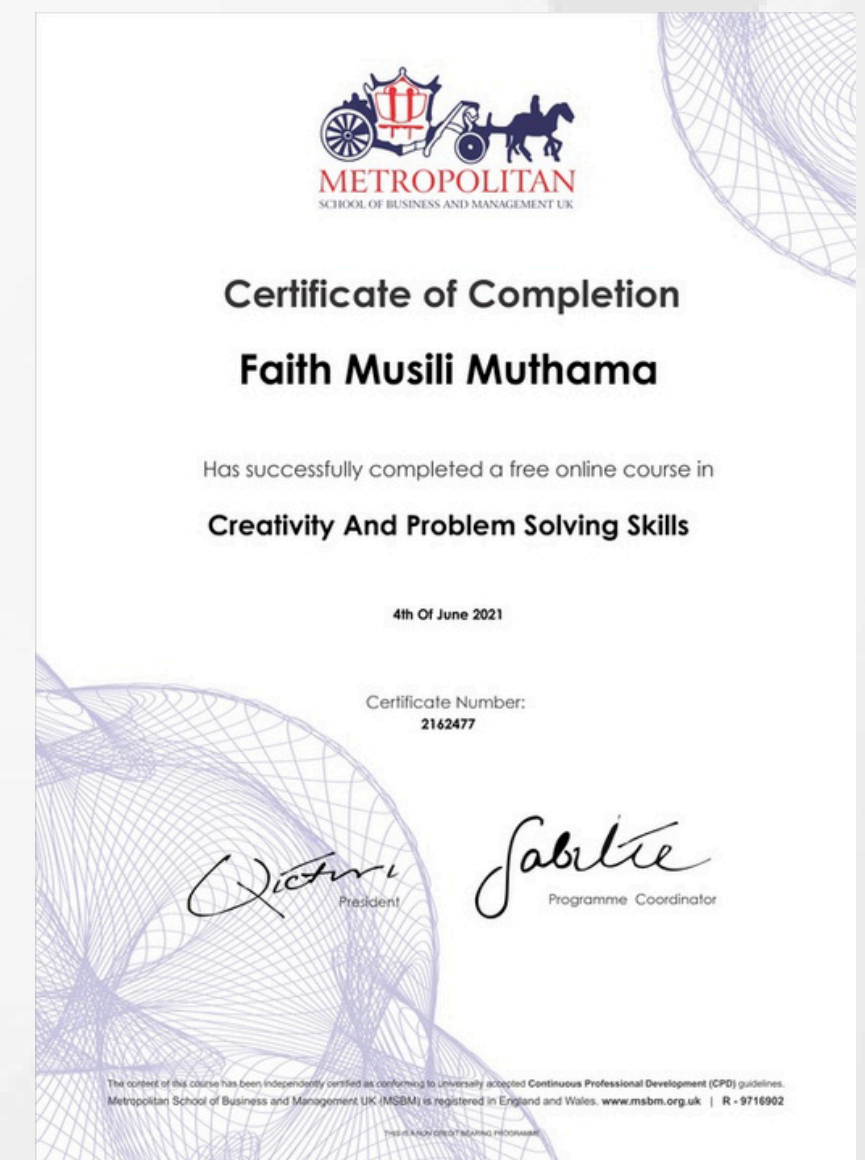 METROPOLITAN
SCHOOL OF BUSINESS AND MANAGEMENT UK
Certificate of Completion
Faith Musili Muthama
Has successfully completed a free online course in
Creativity And Problem Solving Skills
4th Of June 2021
Certificate Number:
2162477
President
Programme Coordinator
The content of this course has been independently certified as conforming to universally accepted Continuous Professional Development (CPD) guidelines.
Metropolitan School of Business and Management UK (MSBM) is registered in England and Wales. www.msbm.org.uk | R - 9716902
THIS IS A NON CREDIT BEARING PROGRAMME